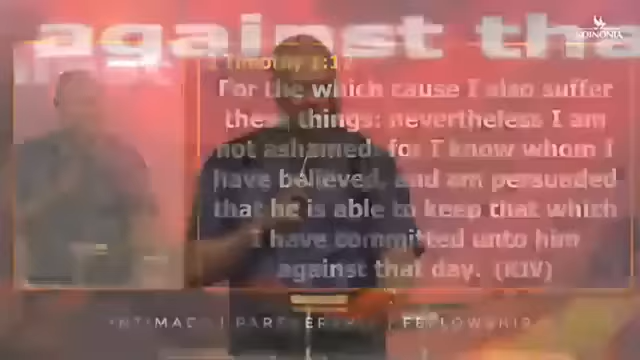 against tha
KOINONIA
Timothy 1:12
For the which cause I also suffer
these things: nevertheless I am
not ashamed: for I know whom I
have believed, and am persuaded
that he is able to keep that which
I have committed unto him
against that day. (KJV)
FELLOWSHIP